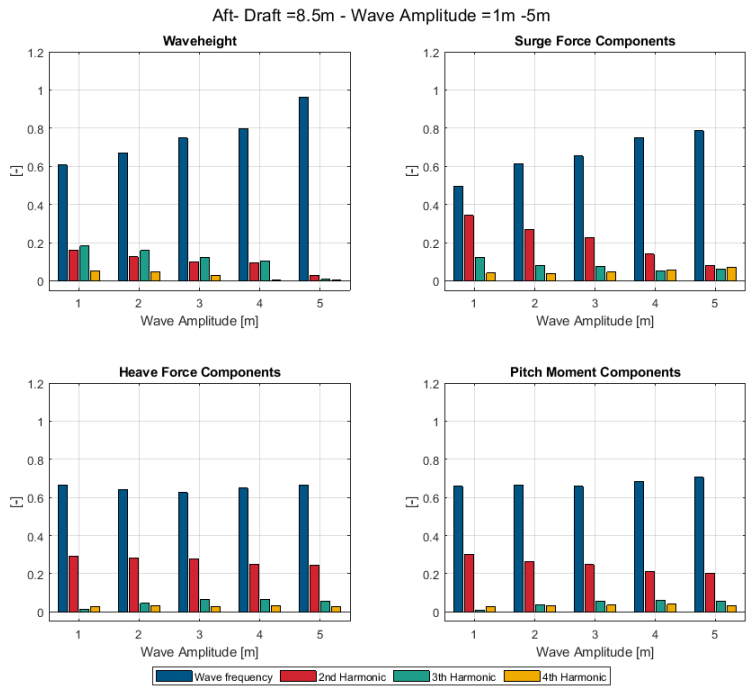 Aft- Draft =8.5m - Wave Amplitude =1m -5m
Waveheight
1.2
1
0.8
0.6
0.4
0.2
0
[-]
1 2 3 4 5
Wave Amplitude [m]
Surge Force Components
1.2
1
0.8
0.6
0.4
0.2
0
[-]
1 2 3 4 5
Wave Amplitude [m]
Heave Force Components
1.2
1
0.8
0.6
0.4
0.2
0
[-]
1 2 3 4 5
Wave Amplitude [m]
Pitch Moment Components
1.2
1
0.8
0.6
0.4
0.2
0
[-]
1 2 3 4 5
Wave Amplitude [m]
Wave frequency 2nd Harmonic 3th Harmonic 4th Harmonic